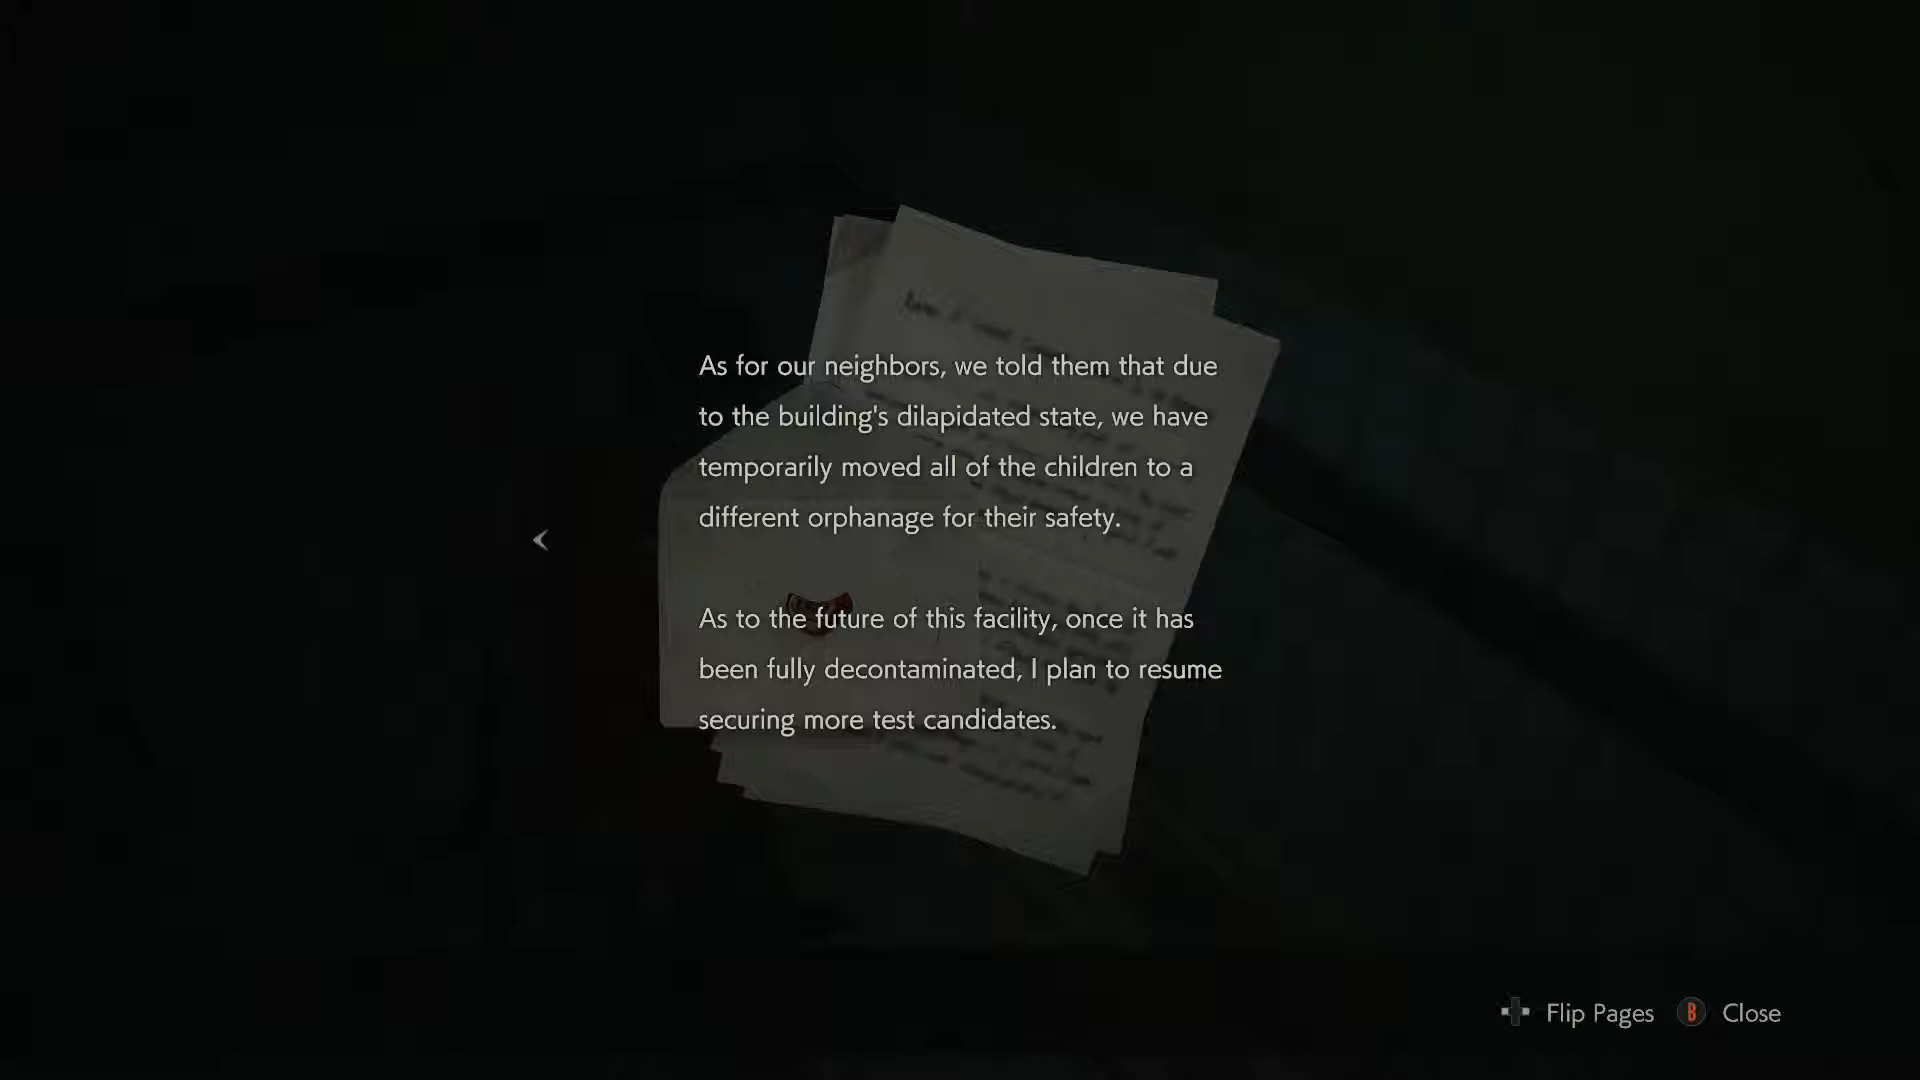 As for our neighbors, we told them that due
to the building's dilapidated state, we have
temporarily moved all of the children to a
different orphanage for their safety.
As to the future of this facility, once it has
been fully decontaminated, I plan to resume
securing more test candidates.
Flip Pages B Close